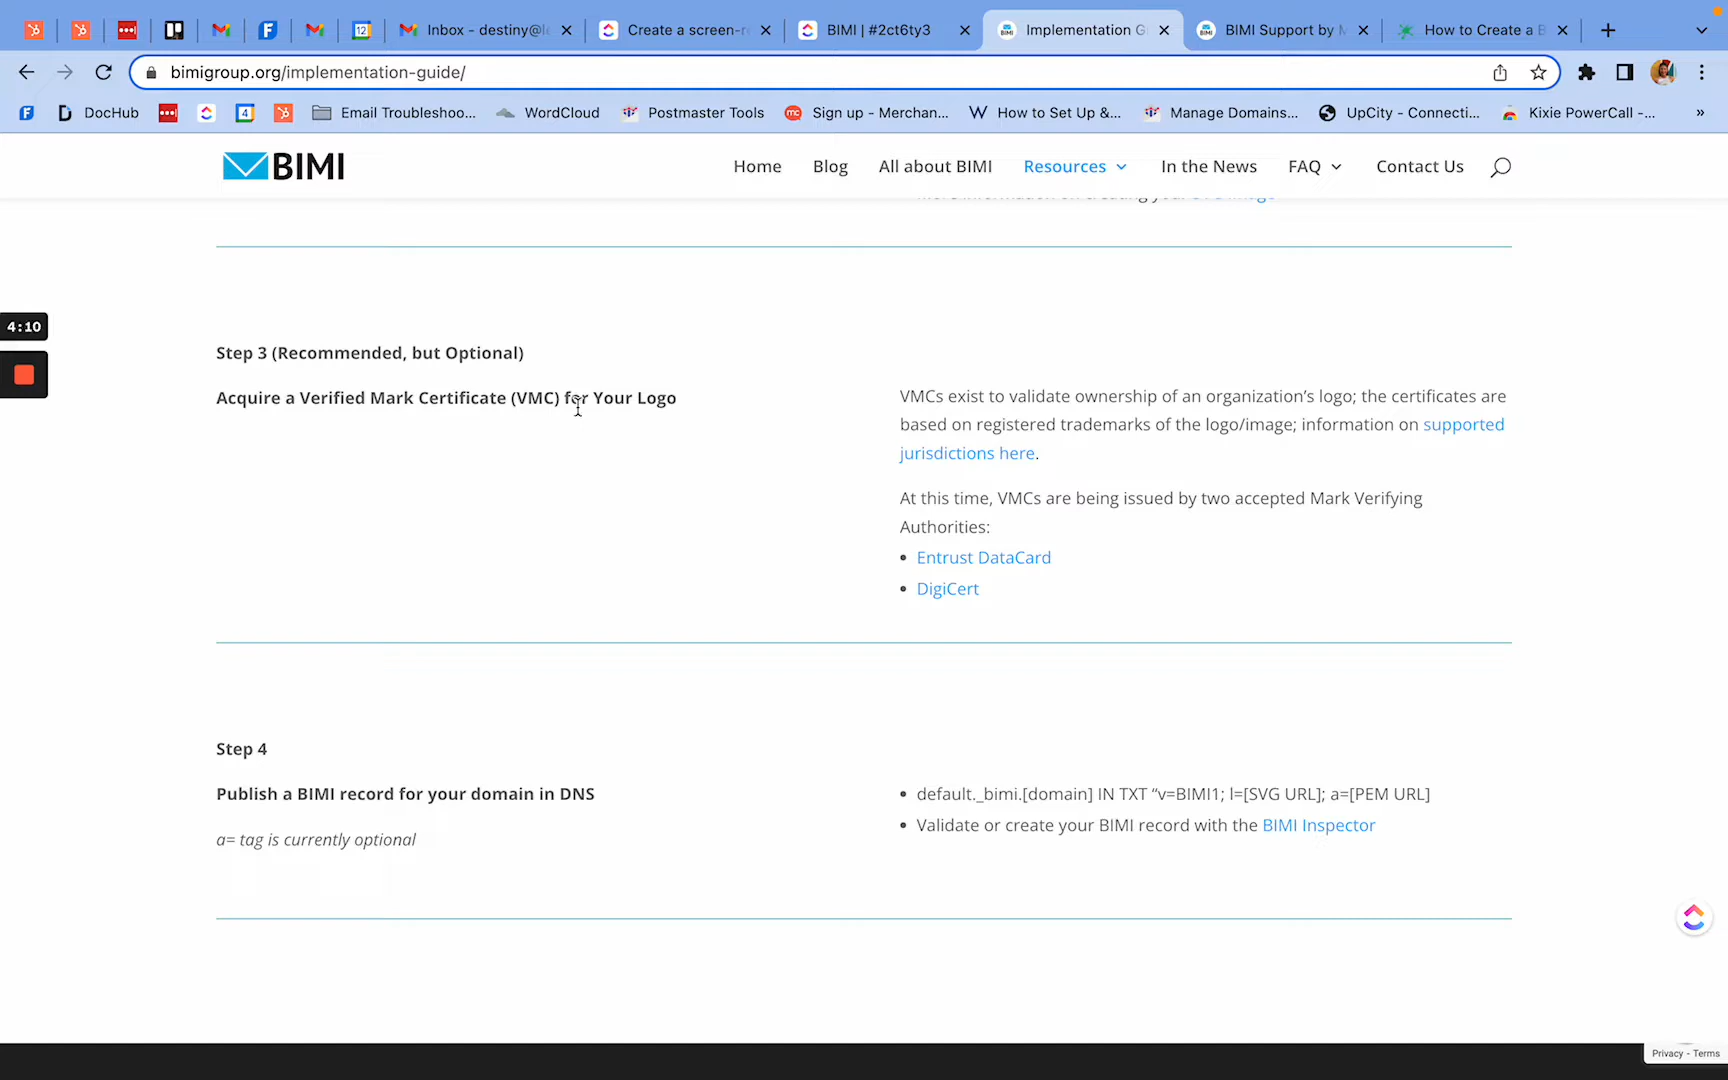 Inbox - destiny@l
Create a screen-r
BIMI | #2ct6ty3
Implementation G
BIMI Support by M
How to Create a B
bimigroup.org/implementation-guide/
DocHub
Email Troubleshoo...
WordCloud
Postmaster Tools
Sign up - Merchan...
How to Set Up &...
Manage Domains...
UpCity - Connecti...
Kixie PowerCall -...
»
BIMI
Home
Blog
All about BIMI
Resources
In the News
FAQ
Contact Us
4:10
Step 3 (Recommended, but Optional)
Acquire a Verified Mark Certificate (VMC) for Your Logo
VMCs exist to validate ownership of an organization’s logo; the certificates are
based on registered trademarks of the logo/image; information on supported
jurisdictions here.
At this time, VMCs are being issued by two accepted Mark Verifying
Authorities:
• Entrust DataCard
• DigiCert
Step 4
Publish a BIMI record for your domain in DNS
a= tag is currently optional
• default._bimi.[domain] IN TXT “v=BIMI1; l=[SVG URL]; a=[PEM URL]
• Validate or create your BIMI record with the BIMI Inspector
Privacy - Terms